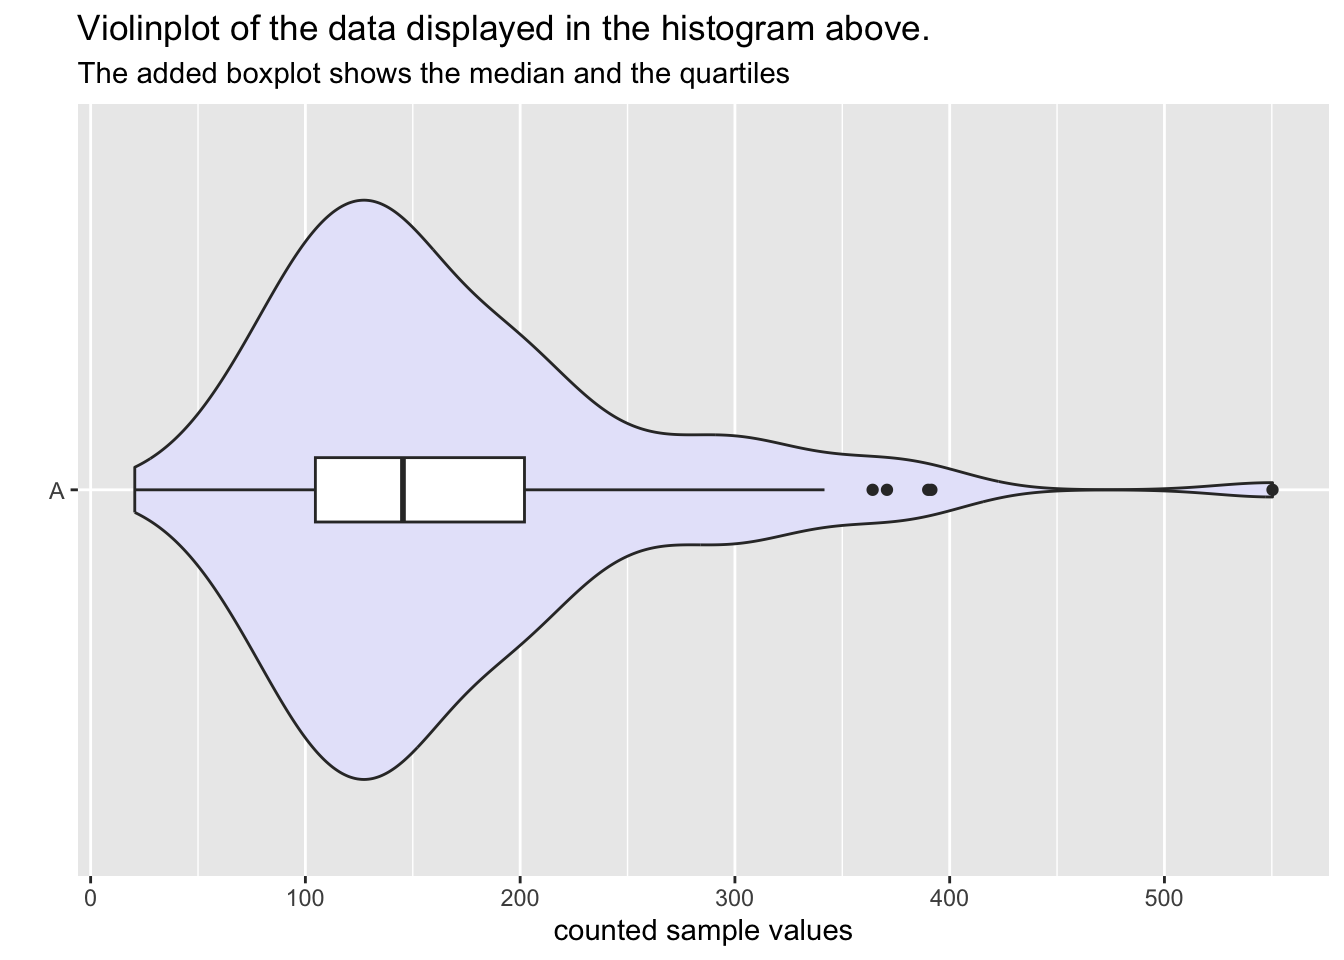 Violinplot of the data displayed in the histogram above.
The added boxplot shows the median and the quartiles
A
0 100 200 300 400 500
counted sample values